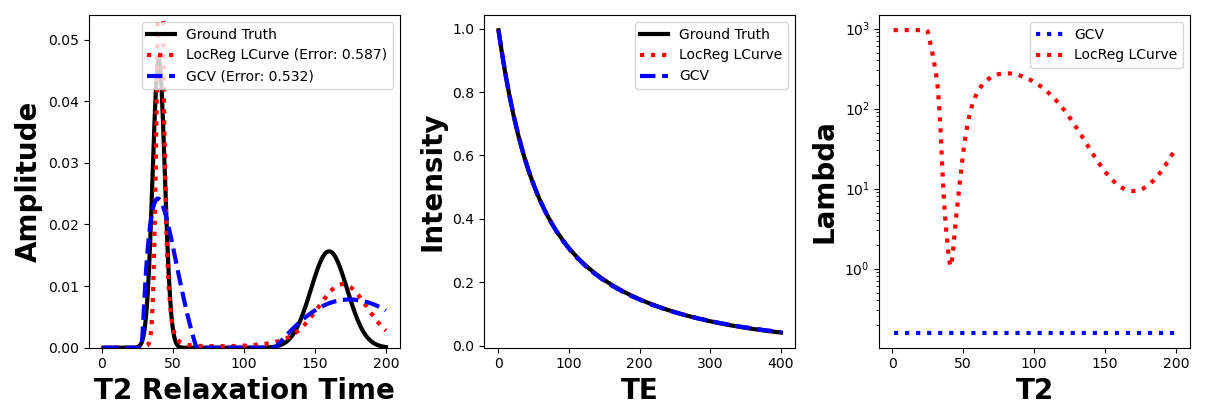 Amplitude
0.05
0.04
0.03
0.02
0.01
0.00
Ground Truth
LocReg LCurve (Error: 0.587)
GCV (Error: 0.532)
0 50 100 150 200
T2 Relaxation Time
Intensity
1.0
0.8
0.6
0.4
0.2
0.0
Ground Truth
LocReg LCurve
GCV
0 100 200 300 400
TE
Lambda
10³
10²
10¹
10⁰
GCV
LocReg LCurve
0 50 100 150 200
T2